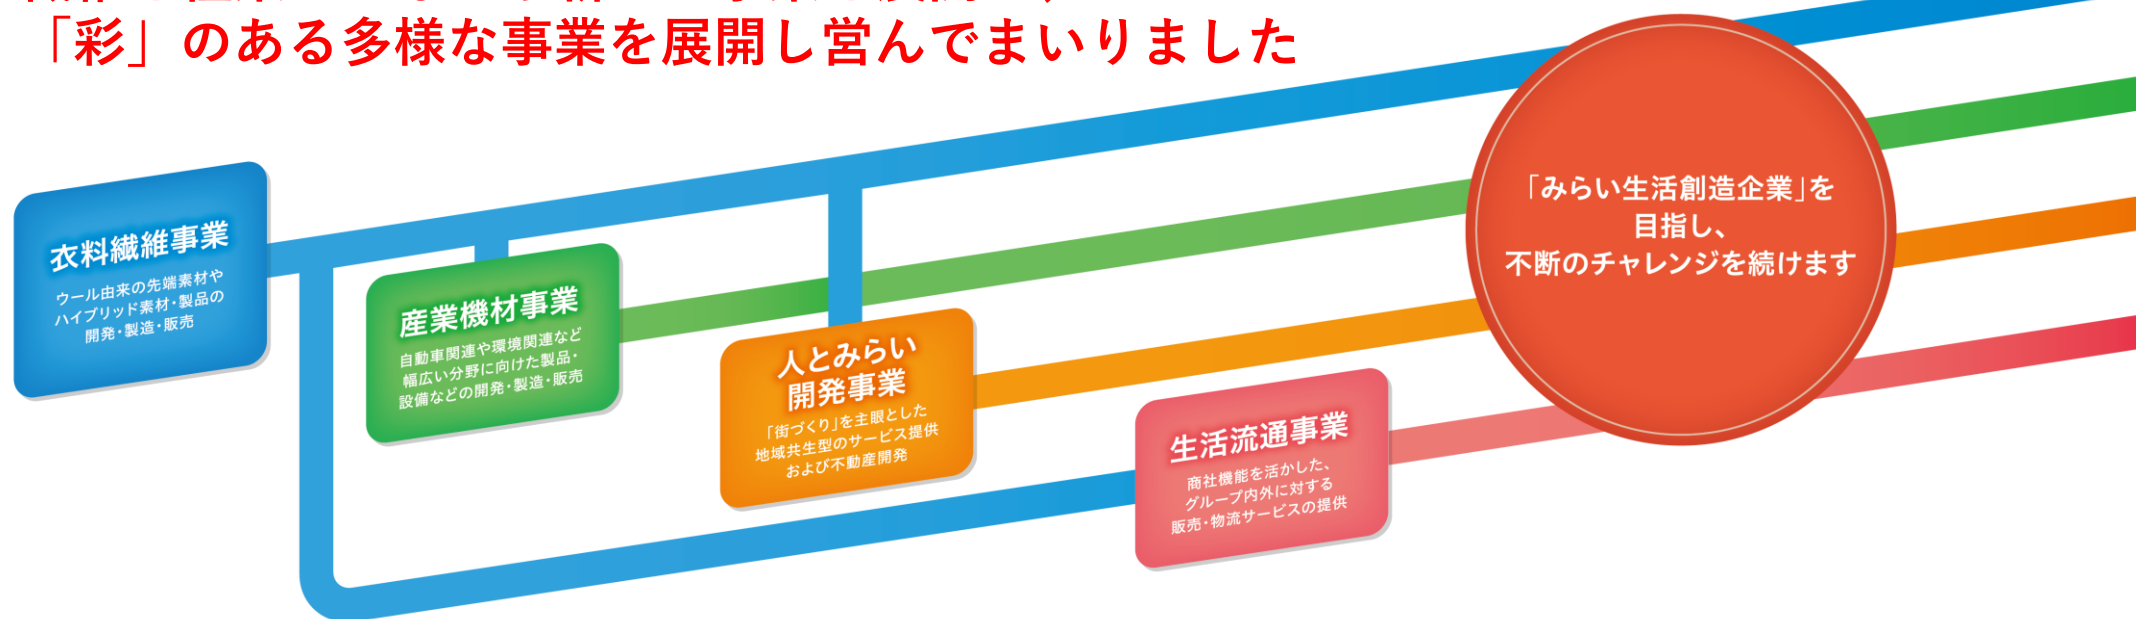 「彩」のある多様な事業を展開し営んでまいりました
衣料繊維事業
ウール由来の先端素材や
ハイブリッド素材・製品の
開発・製造・販売
産業機材事業
自動車関連や環境関連など
幅広い分野に向けた製品・
設備などの開発・製造・販売
人とみらい
開発事業
「街づくり」を主眼とした
地域共生型のサービス提供
および不動産開発
生活流通事業
商社機能を活かした、
グループ内外に対する
販売・物流サービスの提供
「みらい生活創造企業」を
目指し、
不断のチャレンジを続けます